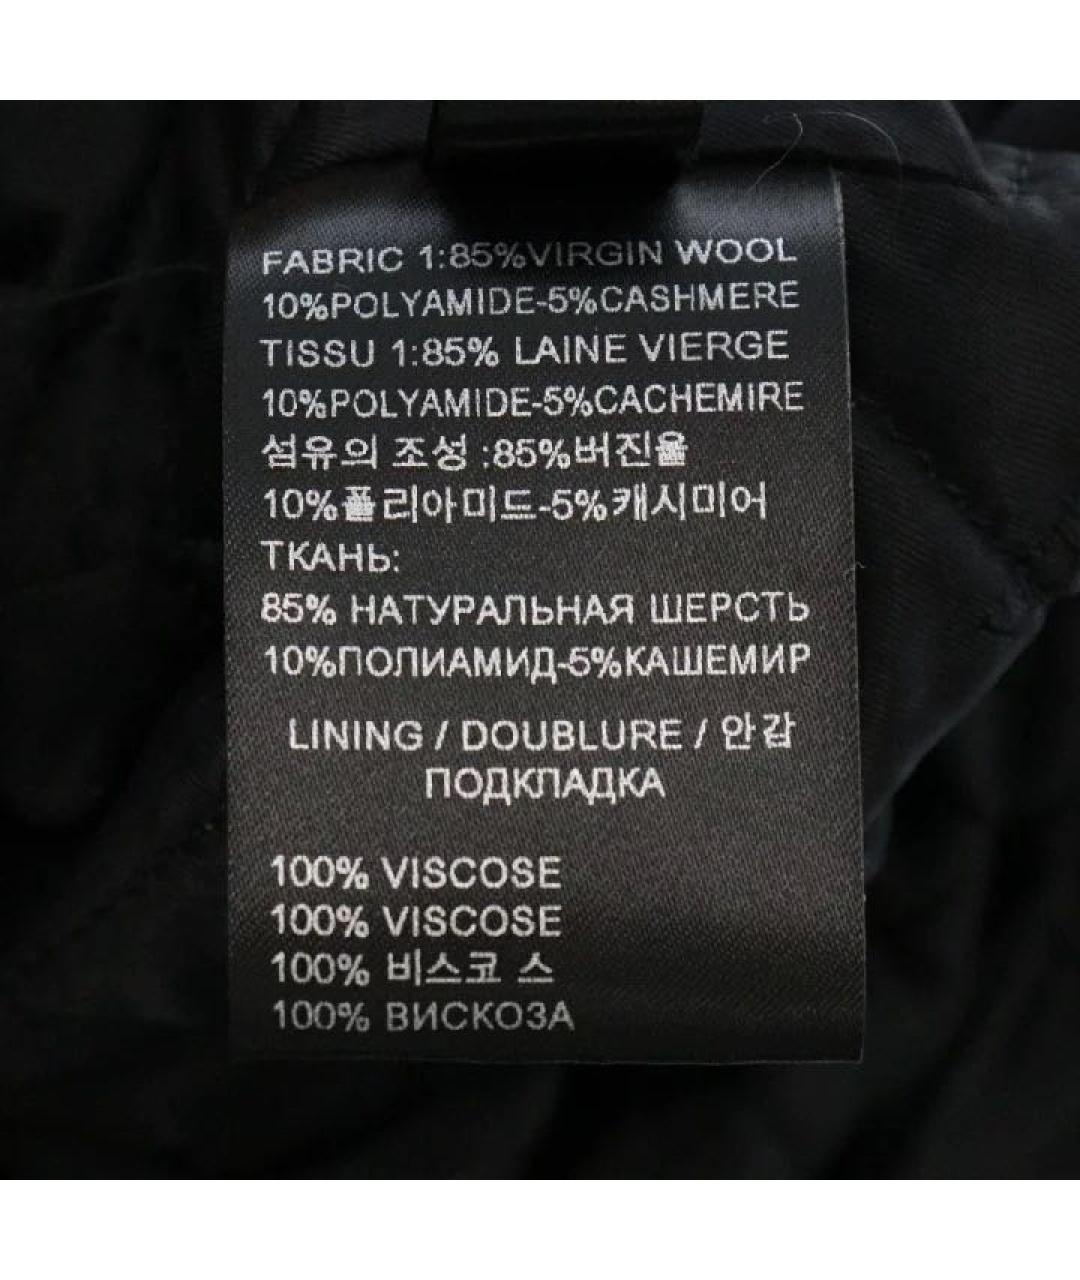 FABRIC 1:85%VIRGIN WOOL
10%POLYAMIDE-5%CASHMERE
TISSU 1:85% LAINE VIERGE
10%POLYAMIDE-5%CACHEMIRE
섬유의 조성 :85%버진울
10%폴리아미드-5%캐시미어
ТКАНЬ:
85% НАТУРАЛЬНАЯ ШЕРСТЬ
10%ПОЛИАМИД-5%КАШЕМИР
LINING / DOUBLURE / 안감
ПОДКЛАДКА
100% VISCOSE
100% VISCOSE
100% 비스코 스
100% ВИСКОЗА